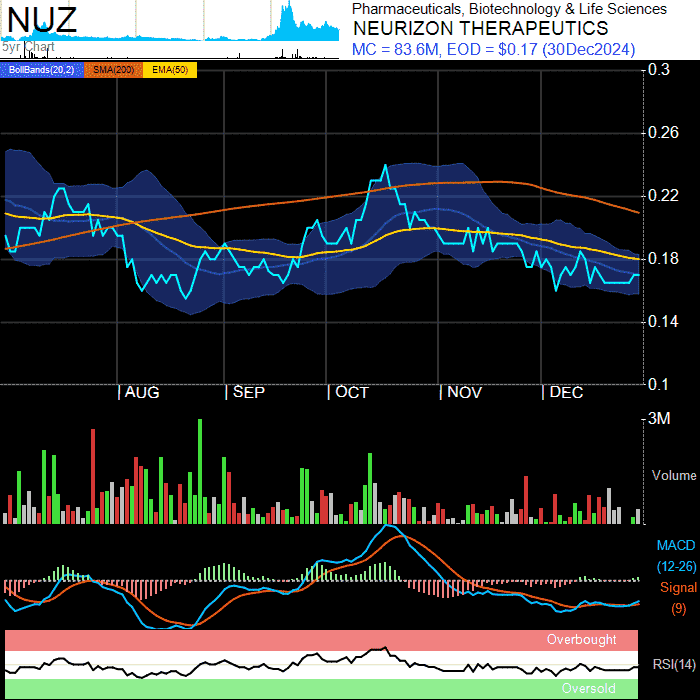 NUZ
5yr Chart
Pharmaceuticals, Biotechnology & Life Sciences
NEURIZON THERAPEUTICS
MC = 83.6M, EOD = $0.17 (30Dec2024)
BollBands(20,2) SMA(200) EMA(50)
0.3
0.26
0.22
0.18
0.14
0.1
AUG SEP OCT NOV DEC
3M
Volume
MACD
(12-26)
Signal
(9)
Overbought
RSI(14)
Oversold